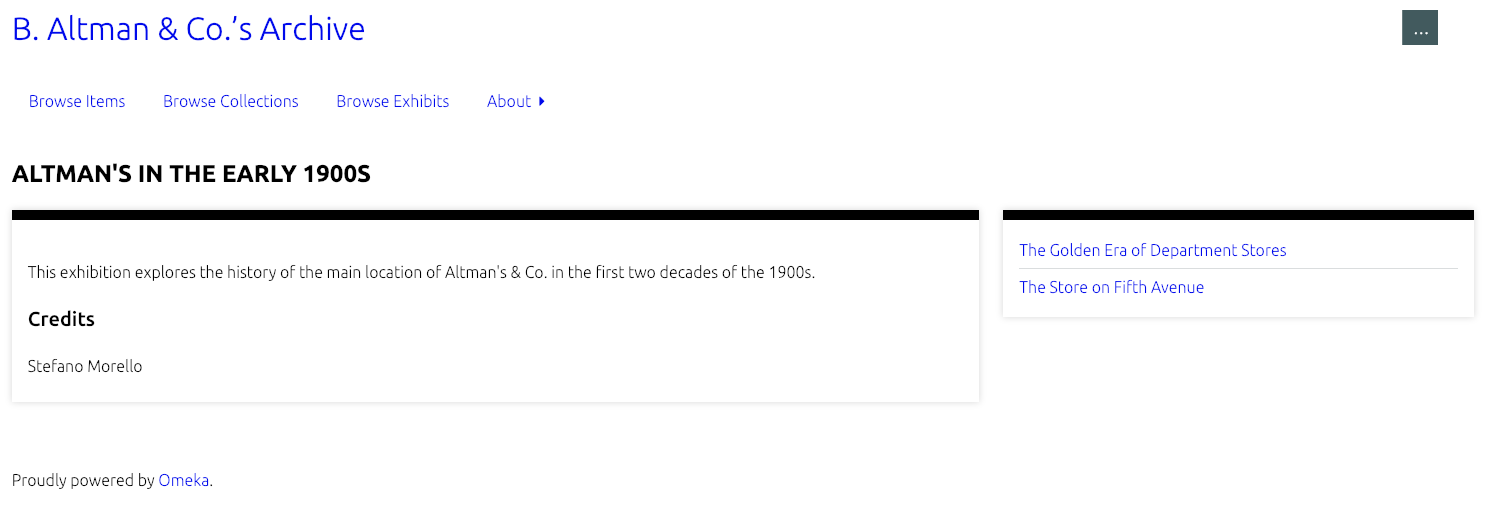 B. Altman & Co.’s Archive
...
Browse Items
Browse Collections
Browse Exhibits
About
ALTMAN'S IN THE EARLY 1900S
This exhibition explores the history of the main location of Altman's & Co. in the first two decades of the 1900s.
Credits
Stefano Morello
The Golden Era of Department Stores
The Store on Fifth Avenue
Proudly powered by Omeka.